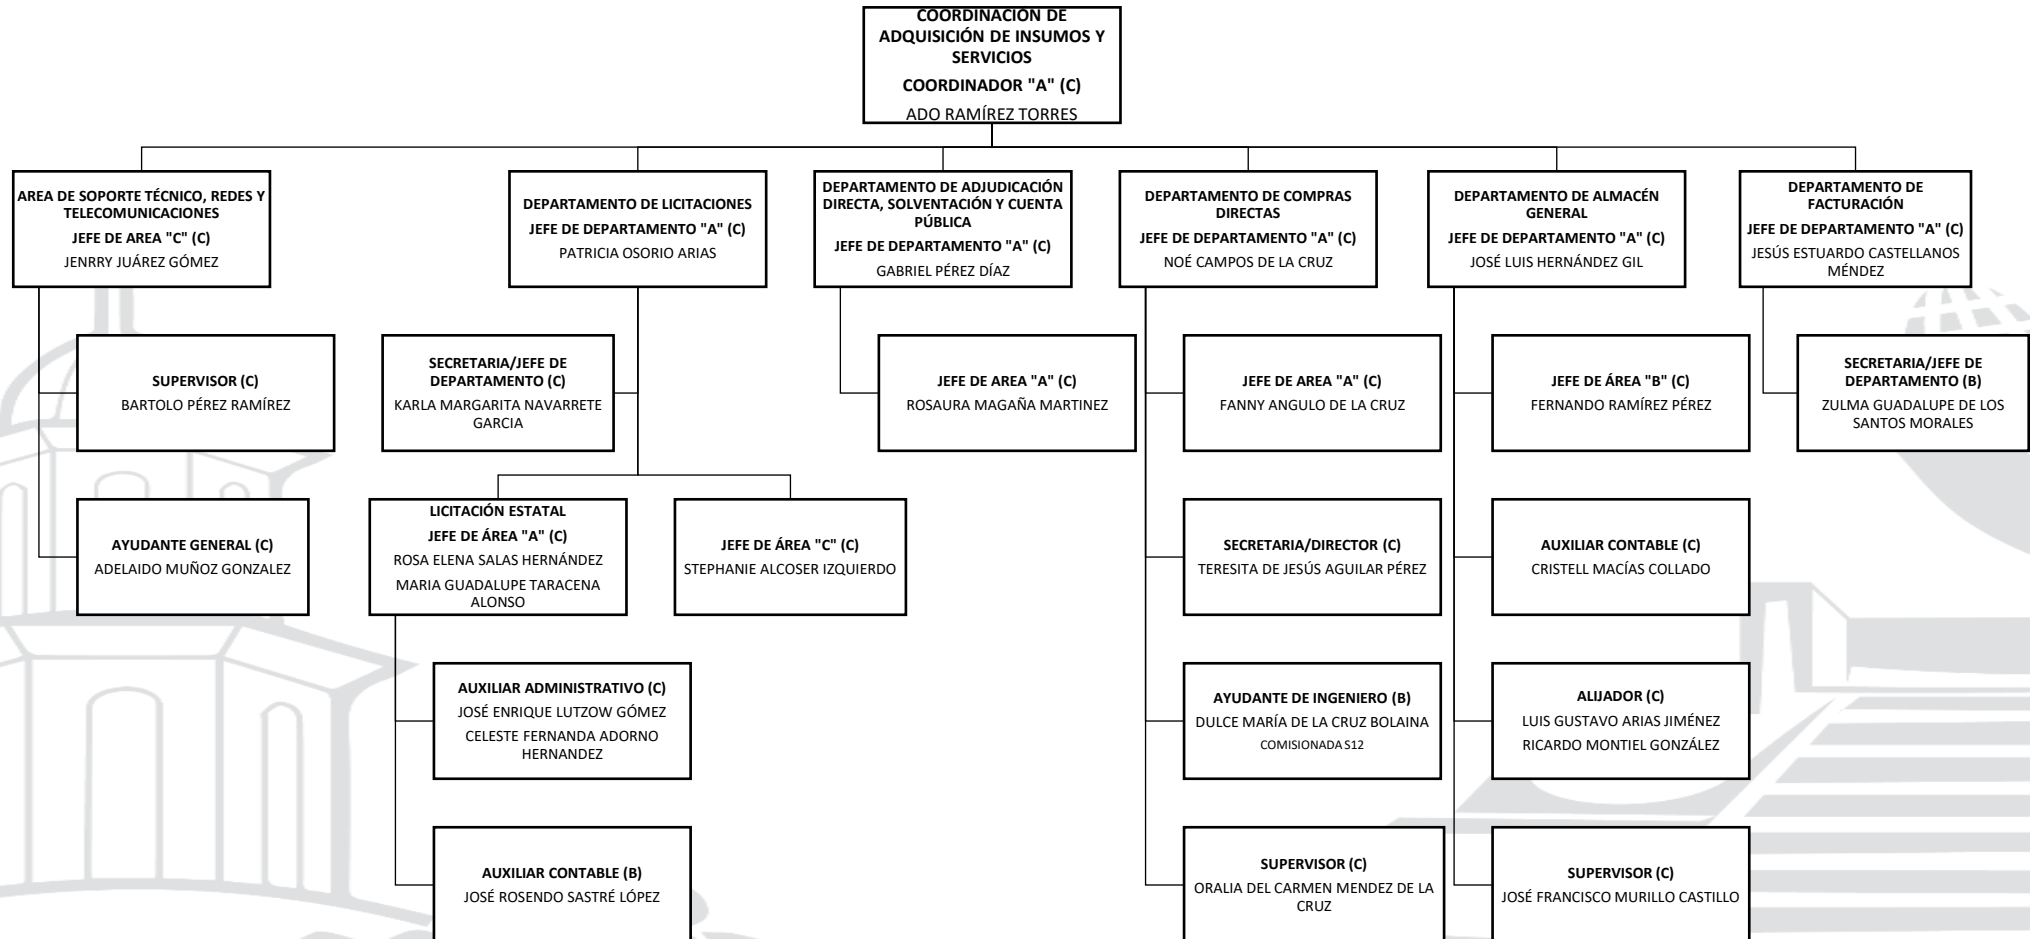 COORDINACIÓN DE
ADQUISICIÓN DE INSUMOS Y
SERVICIOS
COORDINADOR "A" (C)
ADO RAMÍREZ TORRES
AREA DE SOPORTE TÉCNICO, REDES Y
TELECOMUNICACIONES
JEFE DE AREA "C" (C)
JENRRY JUÁREZ GÓMEZ
DEPARTAMENTO DE LICITACIONES
JEFE DE DEPARTAMENTO "A" (C)
PATRICIA OSORIO ARIAS
DEPARTAMENTO DE ADJUDICACIÓN
DIRECTA, SOLVENTACIÓN Y CUENTA
PÚBLICA
JEFE DE DEPARTAMENTO "A" (C)
GABRIEL PÉREZ DÍAZ
DEPARTAMENTO DE COMPRAS
DIRECTAS
JEFE DE DEPARTAMENTO "A" (C)
NOÉ CAMPOS DE LA CRUZ
DEPARTAMENTO DE ALMACÉN
GENERAL
JEFE DE DEPARTAMENTO "A" (C)
JOSÉ LUIS HERNÁNDEZ GIL
DEPARTAMENTO DE
FACTURACIÓN
JEFE DE DEPARTAMENTO "A" (C)
JESÚS ESTUARDO CASTELLANOS
MÉNDEZ
SUPERVISOR (C)
BARTOLO PÉREZ RAMÍREZ
SECRETARIA/JEFE DE
DEPARTAMENTO (C)
KARLA MARGARITA NAVARRETE
GARCIA
JEFE DE AREA "A" (C)
ROSAURA MAGAÑA MARTINEZ
JEFE DE AREA "A" (C)
FANNY ANGULO DE LA CRUZ
JEFE DE ÁREA "B" (C)
FERNANDO RAMÍREZ PÉREZ
SECRETARIA/JEFE DE
DEPARTAMENTO (B)
ZULMA GUADALUPE DE LOS
SANTOS MORALES
AYUDANTE GENERAL (C)
ADELAIDO MUÑOZ GONZALEZ
LICITACIÓN ESTATAL
JEFE DE ÁREA "A" (C)
ROSA ELENA SALAS HERNÁNDEZ
MARIA GUADALUPE TARACENA
ALONSO
JEFE DE ÁREA "C" (C)
STEPHANIE ALCOSER IZQUIERDO
SECRETARIA/DIRECTOR (C)
TERESITA DE JESÚS AGUILAR PÉREZ
AUXILIAR CONTABLE (C)
CRISTELL MACÍAS COLLADO
AUXILIAR ADMINISTRATIVO (C)
JOSÉ ENRIQUE LUTZOW GÓMEZ
CELESTE FERNANDA ADORNO
HERNANDEZ
AYUDANTE DE INGENIERO (B)
DULCE MARÍA DE LA CRUZ BOLAINA
COMISIONADA S12
ALIJADOR (C)
LUIS GUSTAVO ARIAS JIMÉNEZ
RICARDO MONTIEL GONZÁLEZ
AUXILIAR CONTABLE (B)
JOSÉ ROSENDO SASTRÉ LÓPEZ
SUPERVISOR (C)
ORALIA DEL CARMEN MENDEZ DE LA
CRUZ
SUPERVISOR (C)
JOSÉ FRANCISCO MURILLO CASTILLO